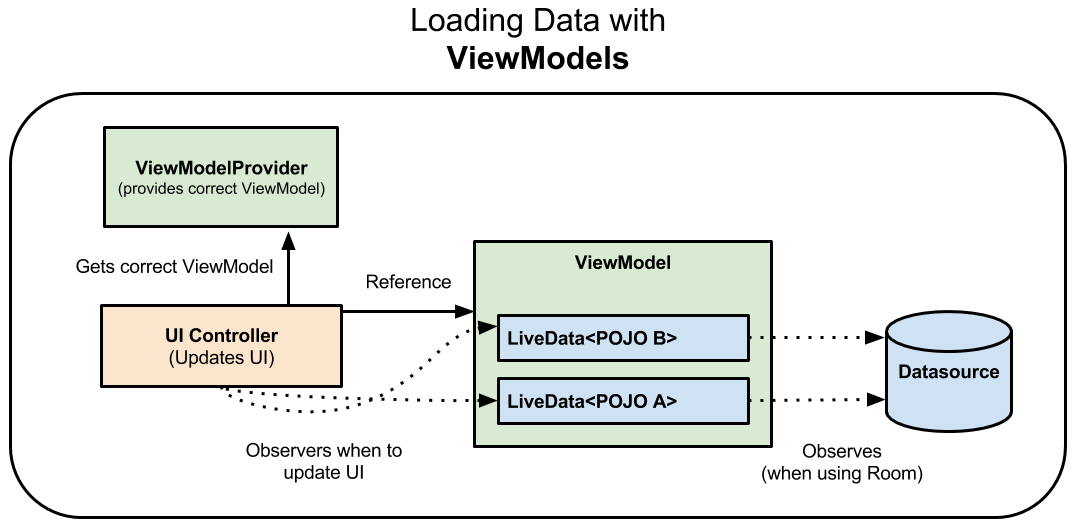 Loading Data with
ViewModels
ViewModelProvider
(provides correct ViewModel)
Gets correct ViewModel
Reference
ViewModel
UI Controller
(Updates UI)
LiveData<POJO B>
LiveData<POJO A>
Datasource
Observers when to
update UI
Observes
(when using Room)